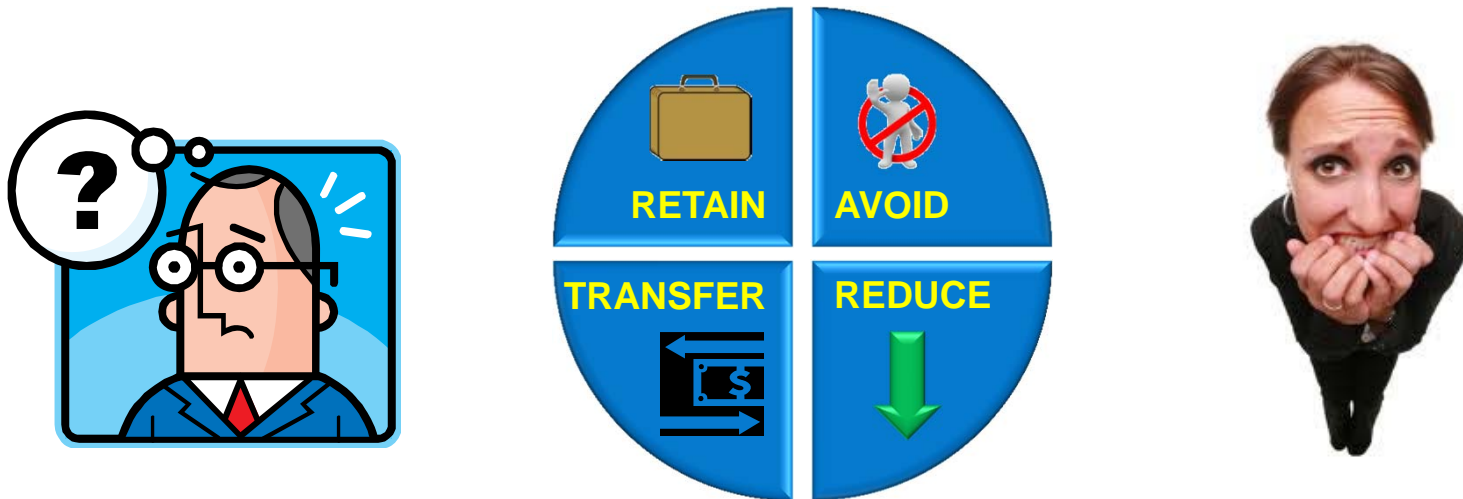 ?
RETAIN
AVOID
TRANSFER
REDUCE
$